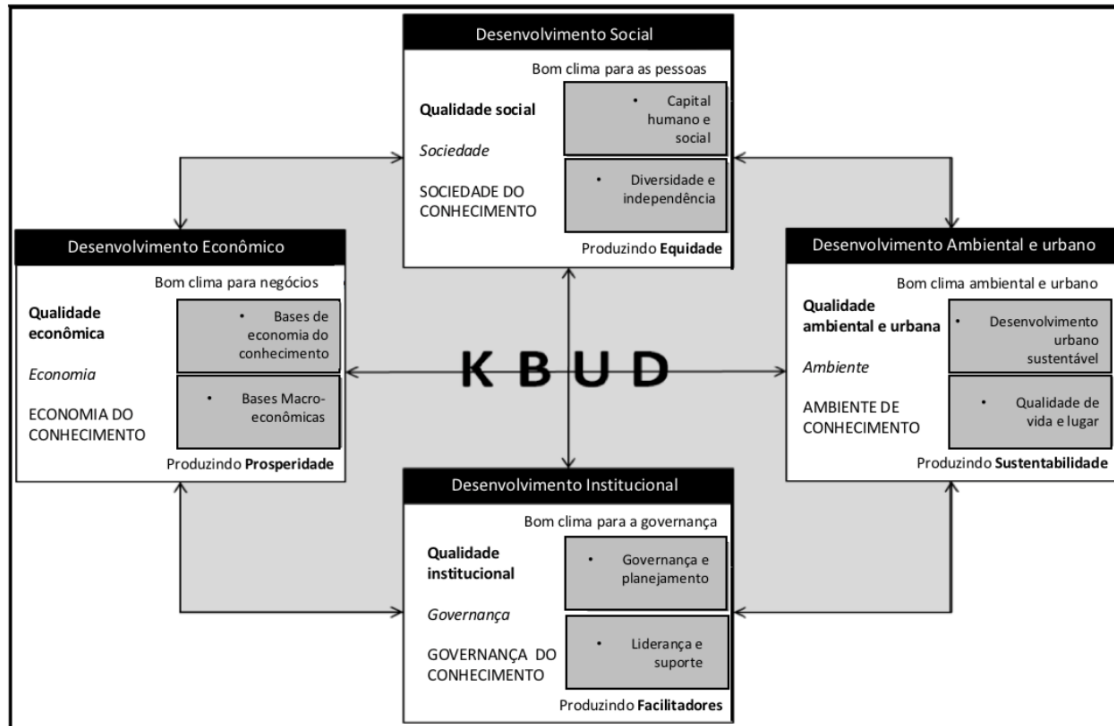 Desenvolvimento Social
Bom clima para as pessoas
Qualidade social
Sociedade
SOCIEDADE DO
CONHECIMENTO
• Capital
humano e
social
• Diversidade e
independência
Produzindo Equidade
Desenvolvimento Econômico
Bom clima para negócios
Qualidade
econômica
Economia
ECONOMIA DO
CONHECIMENTO
• Bases de
economia do
conhecimento
• Bases Macro-
econômicas
Produzindo Prosperidade
K B U D
Desenvolvimento Ambiental e urbano
Bom clima ambiental e urbano
Qualidade
ambiental e urbana
Ambiente
AMBIENTE DE
CONHECIMENTO
• Desenvolvimento
urbano
sustentável
• Qualidade de
vida e lugar
Produzindo Sustentabilidade
Desenvolvimento Institucional
Bom clima para a governança
Qualidade
institucional
Governança
GOVERNANÇA DO
CONHECIMENTO
• Governança e
planejamento
• Liderança e
suporte
Produzindo Facilitadores